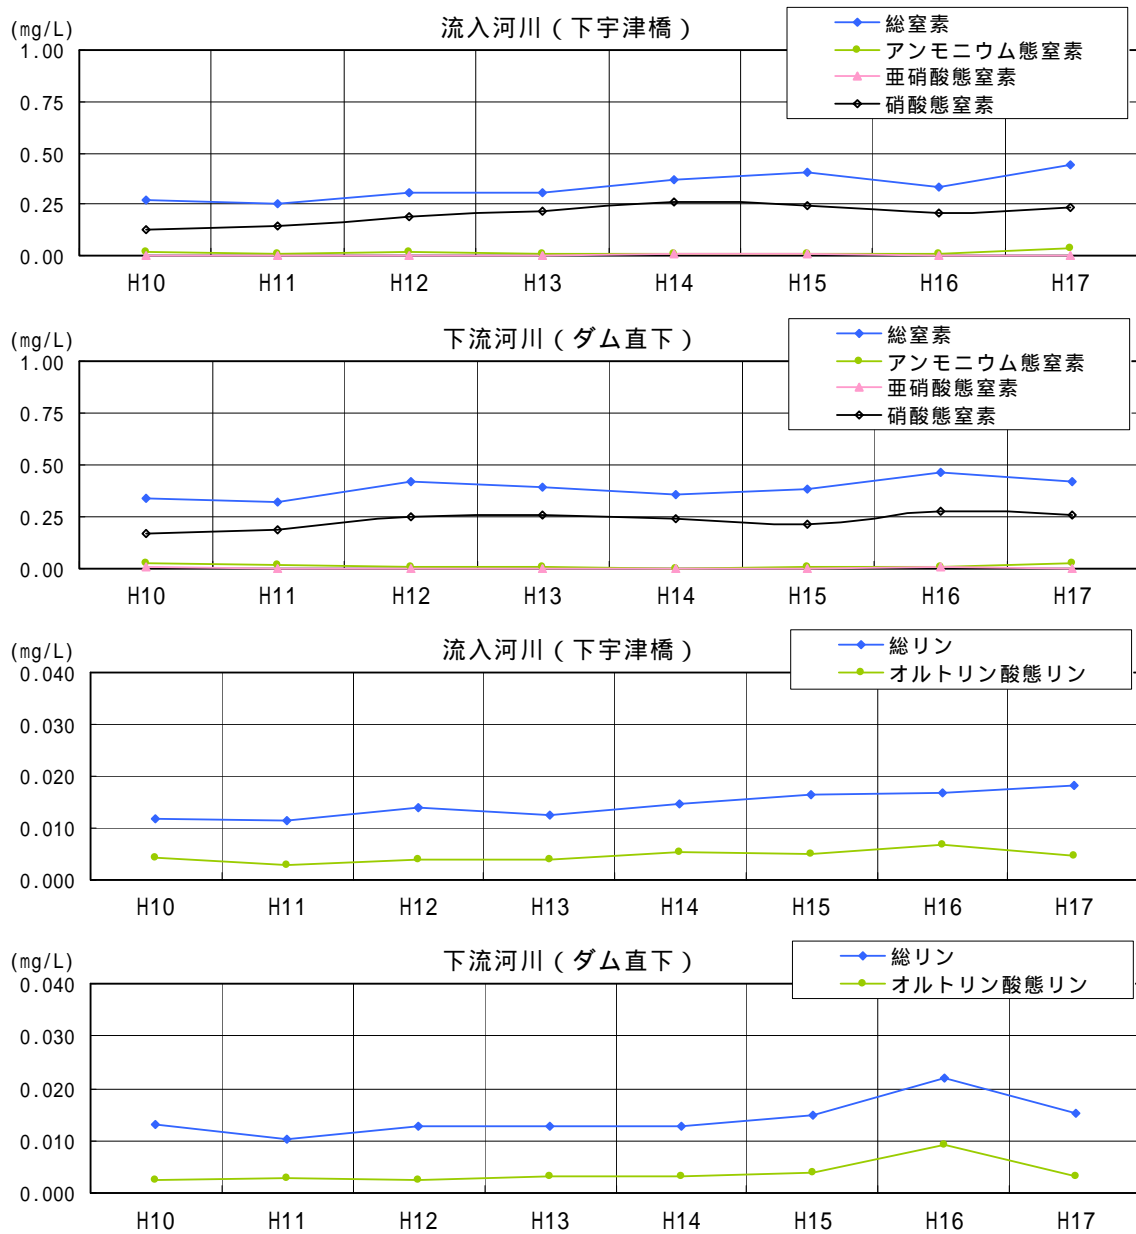 (mg/L)
流入河川（下宇津橋）
総窒素
アンモニウム態窒素
亜硝酸態窒素
硝酸態窒素
1.00
0.75
0.50
0.25
0.00
H10 H11 H12 H13 H14 H15 H16 H17
(mg/L)
下流河川（ダム直下）
総窒素
アンモニウム態窒素
亜硝酸態窒素
硝酸態窒素
1.00
0.75
0.50
0.25
0.00
H10 H11 H12 H13 H14 H15 H16 H17
(mg/L)
流入河川（下宇津橋）
総リン
オルトリン酸態リン
0.040
0.030
0.020
0.010
0.000
H10 H11 H12 H13 H14 H15 H16 H17
(mg/L)
下流河川（ダム直下）
総リン
オルトリン酸態リン
0.040
0.030
0.020
0.010
0.000
H10 H11 H12 H13 H14 H15 H16 H17